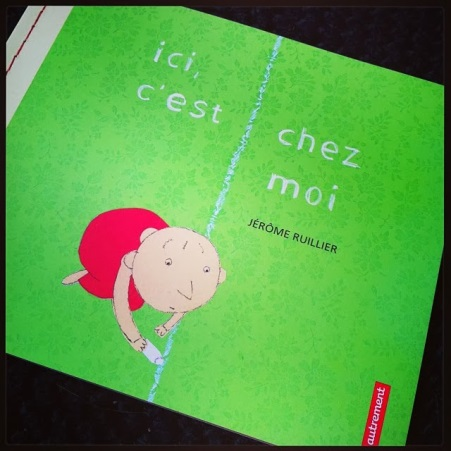 ici,
c'est
chez
moi
JÉRÔME RUILLIER
autrement